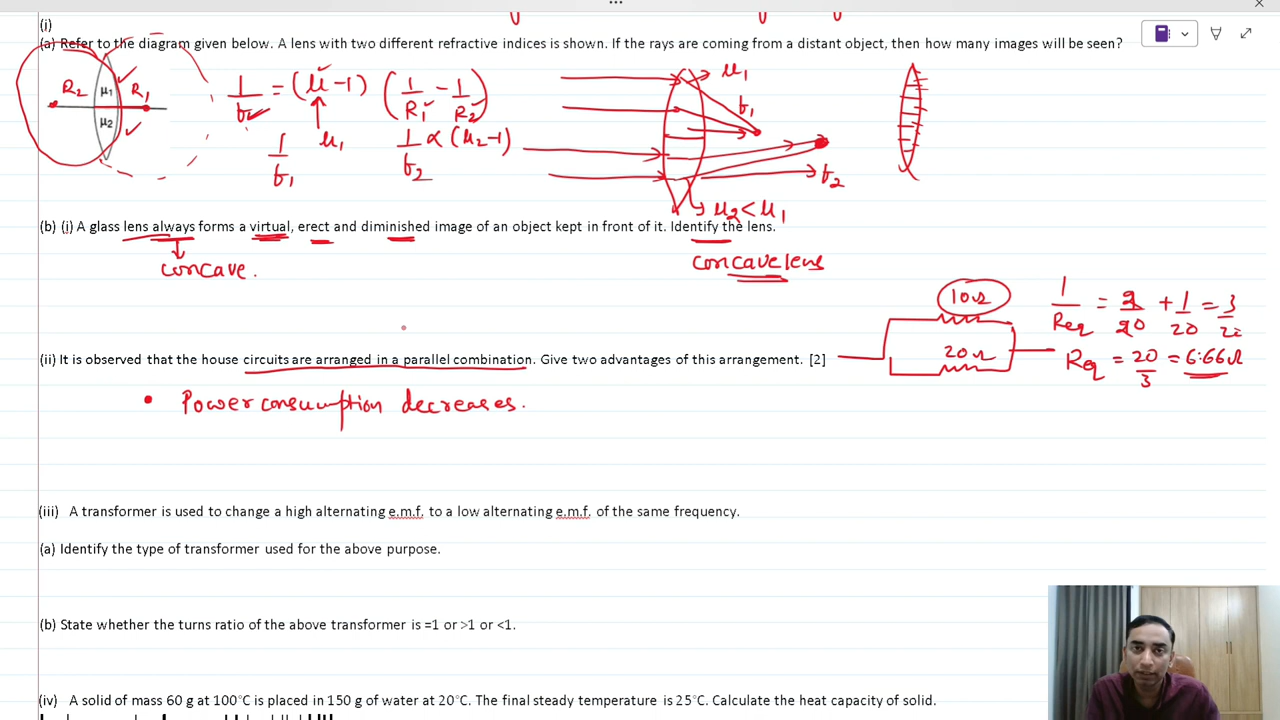 (i)
(a) Refer to the diagram given below. A lens with two different refractive indices is shown. If the rays are coming from a distant object, then how many images will be seen?
R2 R1 μ1 μ2
1/f = (μ-1) (1/R1 - 1/R2)
μ1
1/f1
1/f2 ∝ (μ2-1)
μ1
f1
f2
μ2 < μ1
(b) (i) A glass lens always forms a virtual, erect and diminished image of an object kept in front of it. Identify the lens.
concave.
concave lens
10Ω
20Ω
1/Req = 2/20 + 1/20 = 3/20
Req = 20/3 = 6.66Ω
(ii) It is observed that the house circuits are arranged in a parallel combination. Give two advantages of this arrangement. [2]
• Power consumption decreases.
(iii) A transformer is used to change a high alternating e.m.f. to a low alternating e.m.f. of the same frequency.
(a) Identify the type of transformer used for the above purpose.
(b) State whether the turns ratio of the above transformer is =1 or >1 or <1.
(iv) A solid of mass 60 g at 100°C is placed in 150 g of water at 20°C. The final steady temperature is 25°C. Calculate the heat capacity of solid.